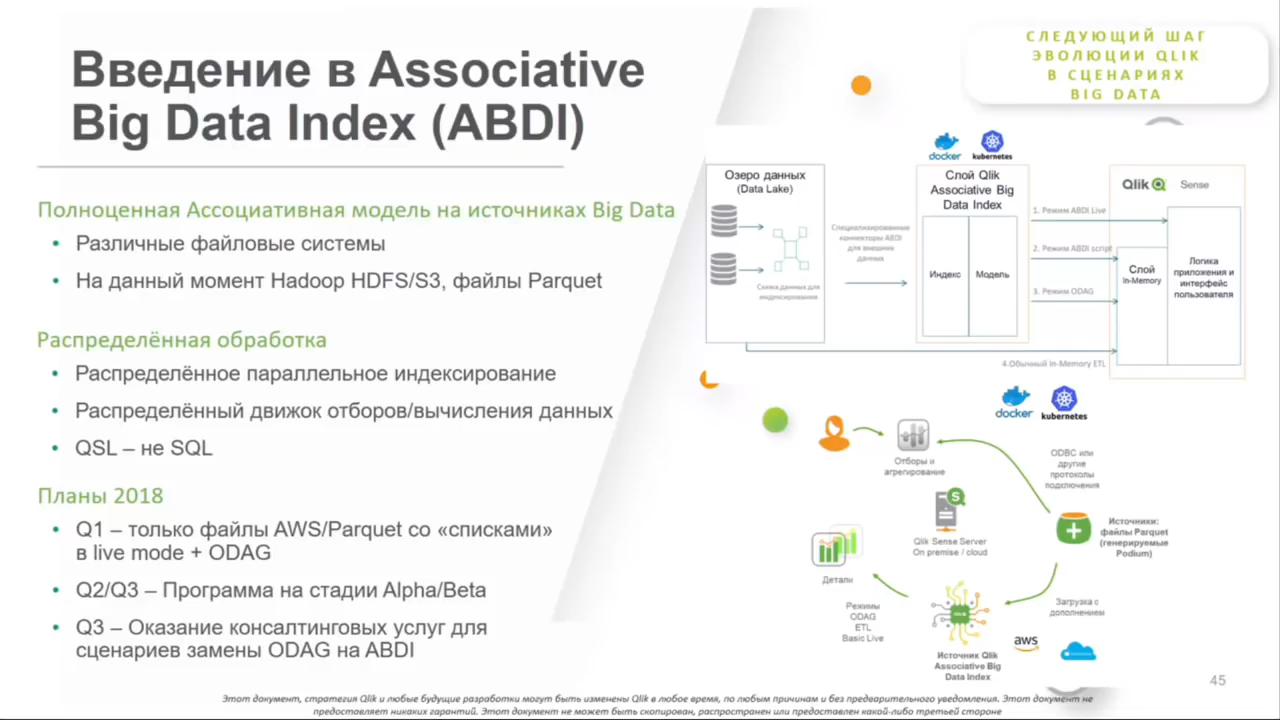 Введение в Associative
Big Data Index (ABDI)
СЛЕДУЮЩИЙ ШАГ
ЭВОЛЮЦИИ QLIK
В СЦЕНАРИЯХ
BIG DATA
Полноценная Ассоциативная модель на источниках Big Data
• Различные файловые системы
• На данный момент Hadoop HDFS/S3, файлы Parquet
Распределённая обработка
• Распределённое параллельное индексирование
• Распределённый движок отборов/вычисления данных
• QSL – не SQL
Планы 2018
• Q1 – только файлы AWS/Parquet со «списками»
в live mode + ODAG
• Q2/Q3 – Программа на стадии Alpha/Beta
• Q3 – Оказание консалтинговых услуг для
сценариев замены ODAG на ABDI
docker
kubernetes
Озеро данных
(Data Lake)
Схема данных для
индексирования
Специализированные
коннекторы ABDI
для внешних
данных
Слой Qlik
Associative Big
Data Index
Индекс
Модель
1. Режим ABDI Live
2. Режим ABDI script
3. Режим ODAG
4.Обычный In-Memory ETL
Qlik Sense
Слой
In-Memory
Логика
приложения и
интерфейс
пользователя
docker
kubernetes
Отборы и
агрегирование
ODBC или
другие
протоколы
подключения
S
Qlik Sense Server
On premise / cloud
Источники:
файлы Parquet
(генерируемые
Podium)
Детали
Режимы
ODAG
ETL
Basic Live
Загрузка с
дополнением
aws
Источник Qlik
Associative Big
Data Index
45
Этот документ, стратегия Qlik и любые будущие разработки могут быть изменены Qlik в любое время, по любым причинам и без предварительного уведомления. Этот документ не
предоставляет никаких гарантий. Этот документ не может быть скопирован, распространен или предоставлен какой-либо третьей стороне